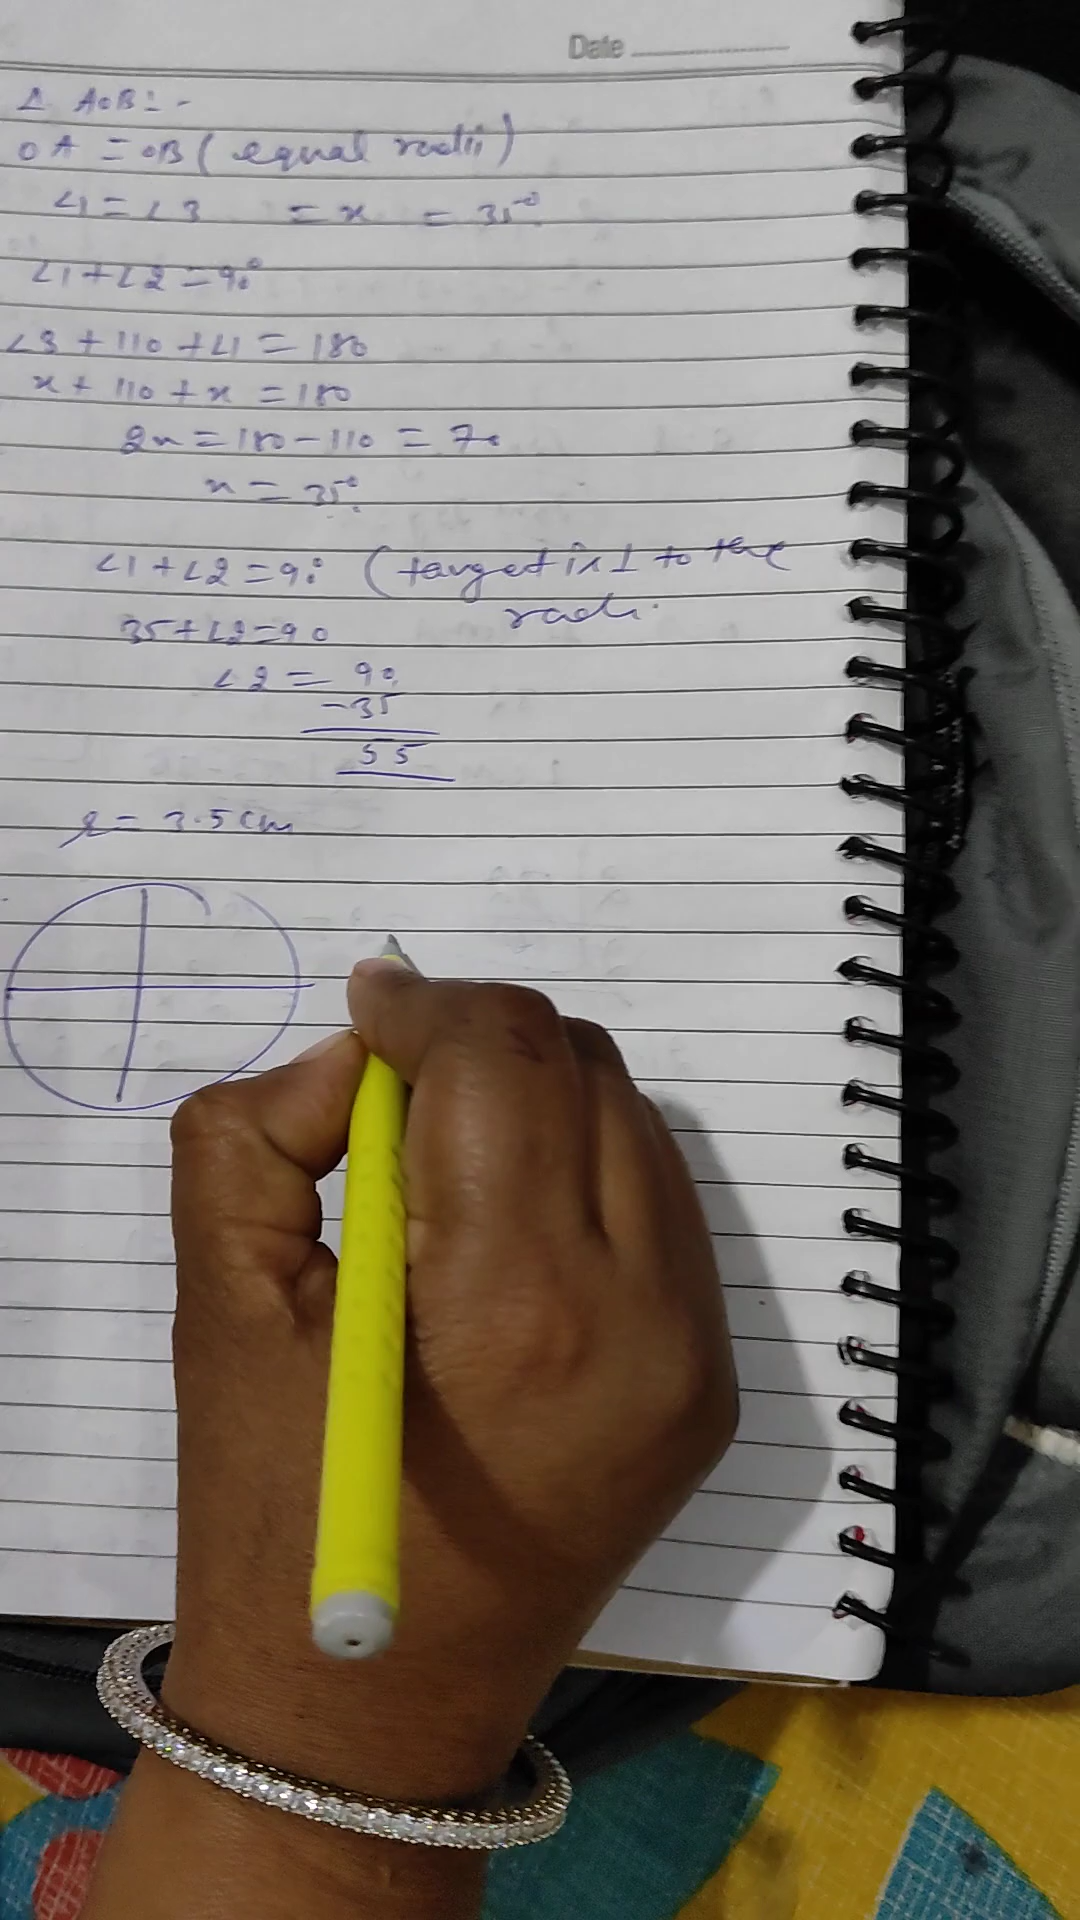 Date
Δ AOB : -
OA = OB ( equal radii )
∠1 = ∠3 = x = 35°
∠1 + ∠2 = 90°
∠3 + 110 + ∠1 = 180
x + 110 + x = 180
2x = 180 - 110 = 70
x = 35°
∠1 + ∠2 = 90° ( tangent is ⊥ to the
radi.
35 + ∠2 = 90
∠2 = 90
- 35
55
r = 3.5 cm